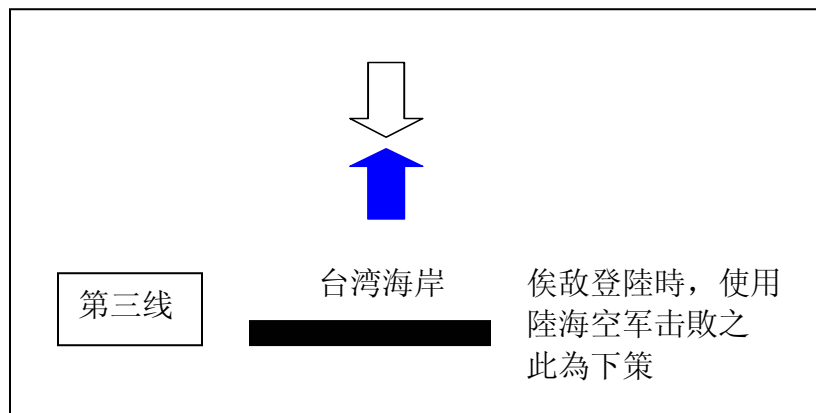 台湾海岸
第三线
俟敌登陸時，使用
陸海空军击敗之
此為下策